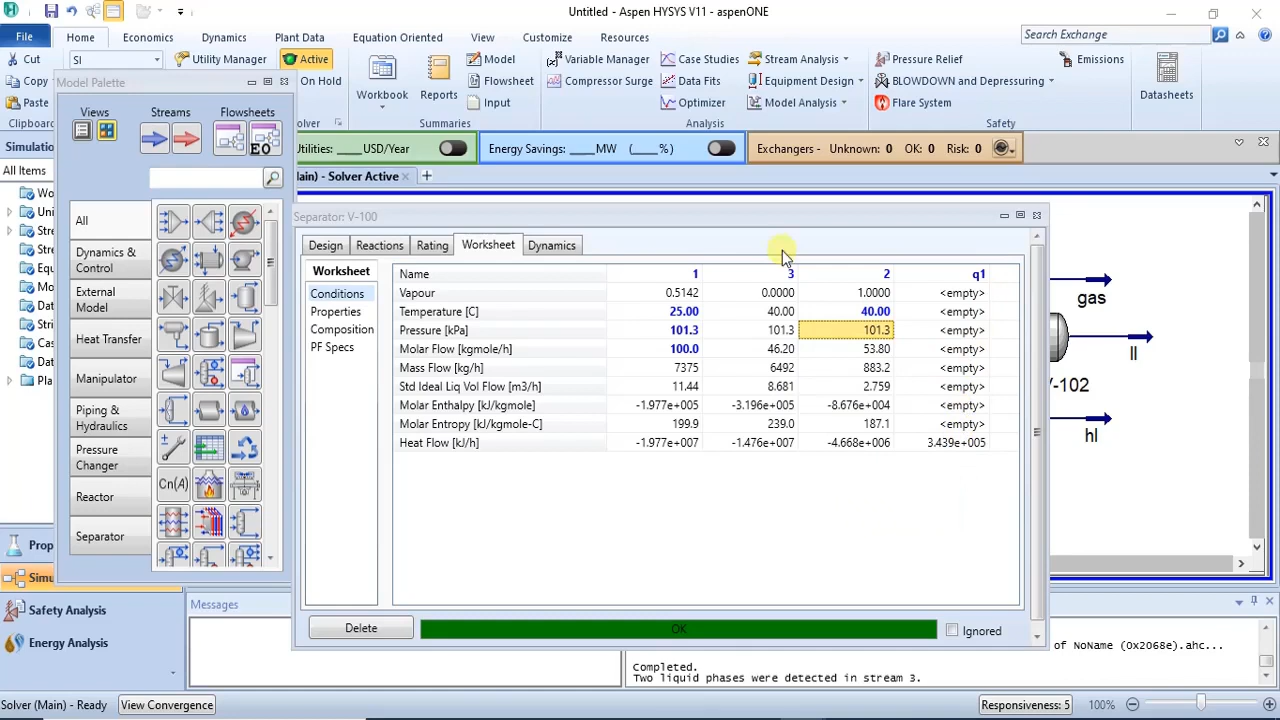 Untitled - Aspen HYSYS V11 - aspenONE
File Home Economics Dynamics Plant Data Equation Oriented View Customize Resources Search Exchange
Cut SI Utility Manager Active Model Variable Manager Case Studies Stream Analysis Pressure Relief Emissions
Copy On Hold Flowsheet Compressor Surge Data Fits Equipment Design BLOWDOWN and Depressuring
Paste Workbook Reports Input Optimizer Model Analysis Flare System Datasheets
Clipboard Summaries Analysis Safety
Model Palette
Utilities: ____ USD/Year Energy Savings: ____ MW (____%) Exchangers - Unknown: 0 OK: 0 Risk: 0
Views Streams Flowsheets
EO
Main) - Solver Active +
All Items
All
Dynamics & Control
External Model
Heat Transfer
Manipulator
Piping & Hydraulics
Pressure Changer
Reactor
Separator
Cn(A)
Separator: V-100
Design Reactions Rating Worksheet Dynamics
Worksheet
Conditions
Properties
Composition
PF Specs
Name 1 3 2 q1
Vapour 0.5142 0.0000 1.0000 <empty>
Temperature [C] 25.00 40.00 40.00 <empty>
Pressure [kPa] 101.3 101.3 101.3 <empty>
Molar Flow [kgmole/h] 100.0 46.20 53.80 <empty>
Mass Flow [kg/h] 7375 6492 883.2 <empty>
Std Ideal Liq Vol Flow [m3/h] 11.44 8.681 2.759 <empty>
Molar Enthalpy [kJ/kgmole] -1.977e+005 -3.196e+005 -8.676e+004 <empty>
Molar Entropy [kJ/kgmole-C] 199.9 239.0 187.1 <empty>
Heat Flow [kJ/h] -1.977e+007 -1.476e+007 -4.668e+006 3.439e+005
Delete OK Ignored
gas
ll
V-102
hl
Safety Analysis
Energy Analysis
Messages
of NoName (0x2068e).ahc...
Completed.
Two liquid phases were detected in stream 3.
Solver (Main) - Ready View Convergence Responsiveness: 5 100%